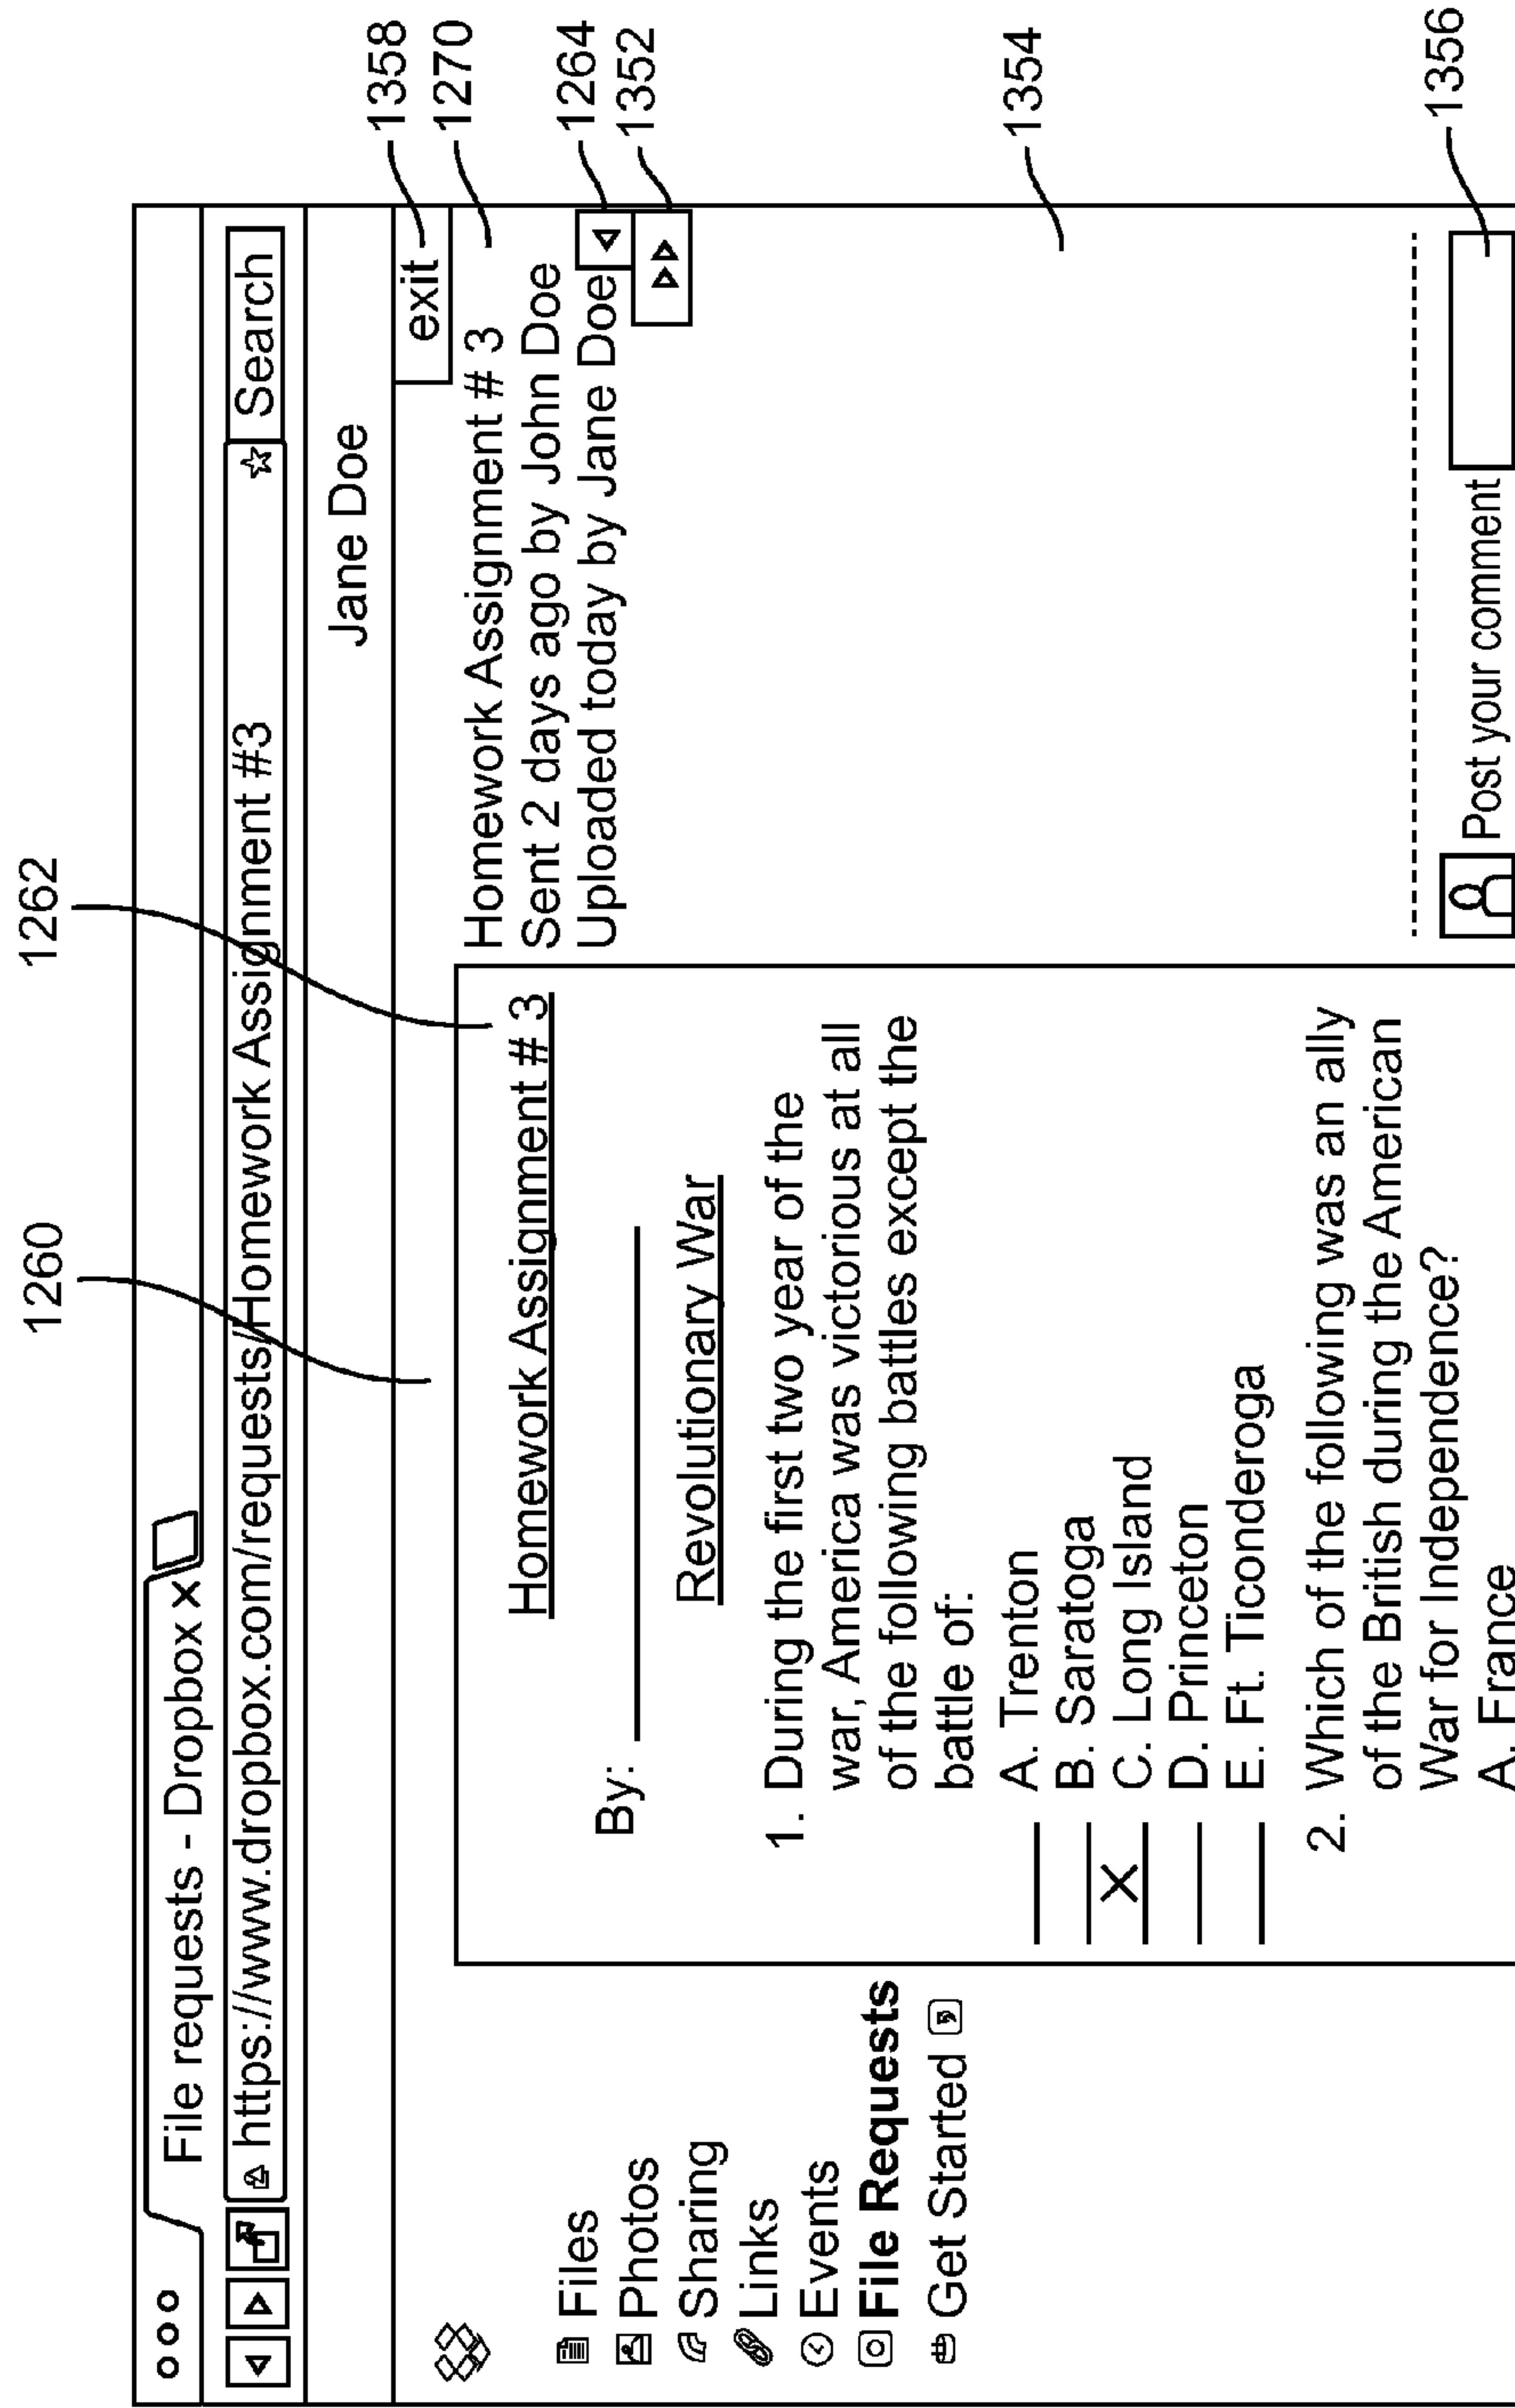 1260
1262
File requests - Dropbox X
https://www.dropbox.com/requests/Homework Assignment #3
Search
Jane Doe
exit
1358
1270
1264
1352
1354
1356
Files
Photos
Sharing
Links
Events
File Requests
Get Started
Homework Assignment # 3
By:
Revolutionary War
1. During the first two year of the
war, America was victorious at all
of the following battles except the
battle of:
A. Trenton
B. Saratoga
X C. Long Island
D. Princeton
E. Ft. Ticonderoga
2. Which of the following was an ally
of the British during the American
War for Independence?
A. France
Homework Assignment # 3
Sent 2 days ago by John Doe
Uploaded today by Jane Doe
Post your comment